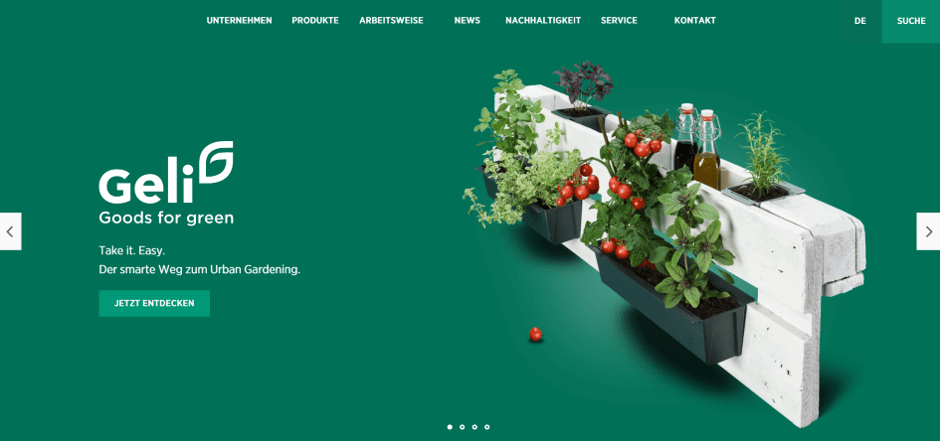 UNTERNEHMEN PRODUKTE ARBEITSWEISE NEWS NACHHALTIGKEIT SERVICE KONTAKT DE SUCHE
Geli
Goods for green
Take it. Easy.
Der smarte Weg zum Urban Gardening.
JETZT ENTDECKEN